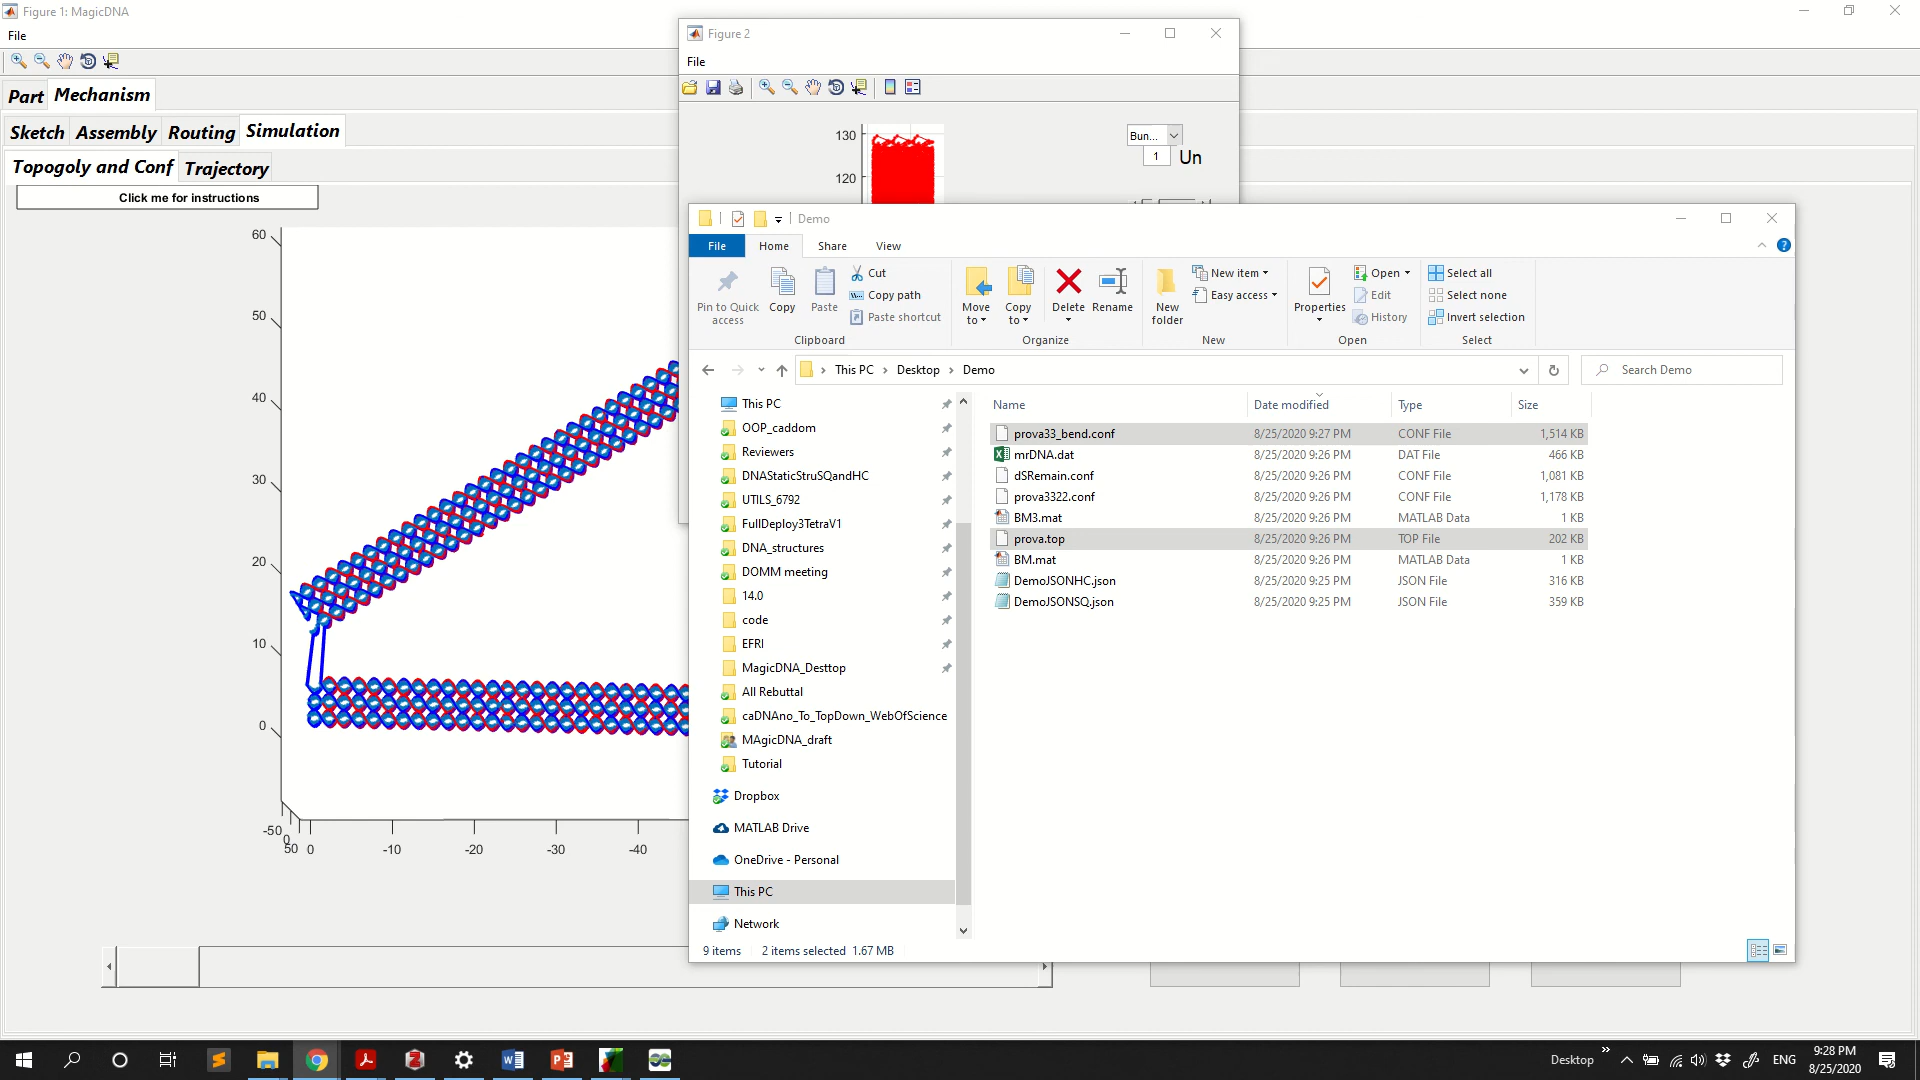 Figure 1: MagicDNA
File
Part Mechanism
Sketch Assembly Routing Simulation
Topogoly and Conf Trajectory
Click me for instructions
60
50
40
30
20
10
0
-50
0
50 0 -10 -20 -30 -40
Figure 2
File
130
120
Bun...
1 Un
Demo
File Home Share View
Pin to Quick access
Copy
Paste
Cut
Copy path
Paste shortcut
Clipboard
Move to
Copy to
Delete
Rename
Organize
New folder
New item
Easy access
New
Properties
Open
Edit
History
Open
Select all
Select none
Invert selection
Select
This PC Desktop Demo
Search Demo
This PC
OOP_caddom
Reviewers
DNAStaticStruSQandHC
UTILS_6792
FullDeploy3TetraV1
DNA_structures
DOMM meeting
14.0
code
EFRI
MagicDNA_Desttop
All Rebuttal
caDNAno_To_TopDown_WebOfScience
MAgicDNA_draft
Tutorial
Dropbox
MATLAB Drive
OneDrive - Personal
This PC
Network
Name Date modified Type Size
prova33_bend.conf 8/25/2020 9:27 PM CONF File 1,514 KB
mrDNA.dat 8/25/2020 9:26 PM DAT File 466 KB
dSRemain.conf 8/25/2020 9:26 PM CONF File 1,081 KB
prova3322.conf 8/25/2020 9:26 PM CONF File 1,178 KB
BM3.mat 8/25/2020 9:26 PM MATLAB Data 1 KB
prova.top 8/25/2020 9:26 PM TOP File 202 KB
BM.mat 8/25/2020 9:26 PM MATLAB Data 1 KB
DemoJSONHC.json 8/25/2020 9:25 PM JSON File 316 KB
DemoJSONSQ.json 8/25/2020 9:25 PM JSON File 359 KB
9 items 2 items selected 1.67 MB
Desktop
ENG
9:28 PM
8/25/2020